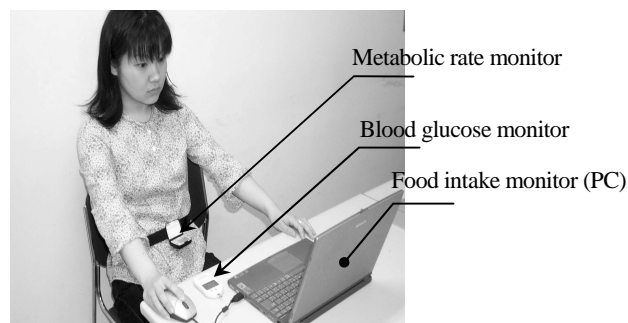 Metabolic rate monitor
Blood glucose monitor
Food intake monitor (PC)